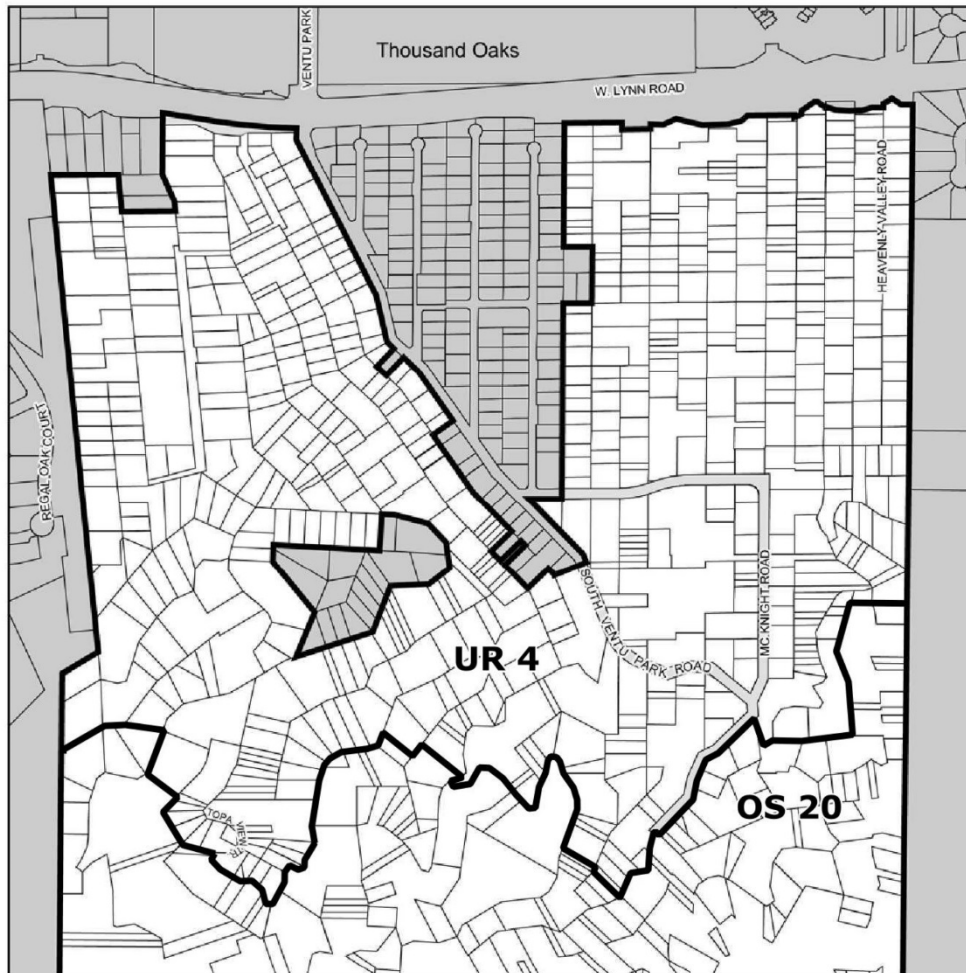 VENTU PARK
Thousand Oaks
W. LYNN ROAD
HEAVENLY VALLEY ROAD
REGAL OAK COURT
SOUTH VENTU PARK ROAD
MC KNIGHT ROAD
UR 4
OS 20
TOPA VIEW TR